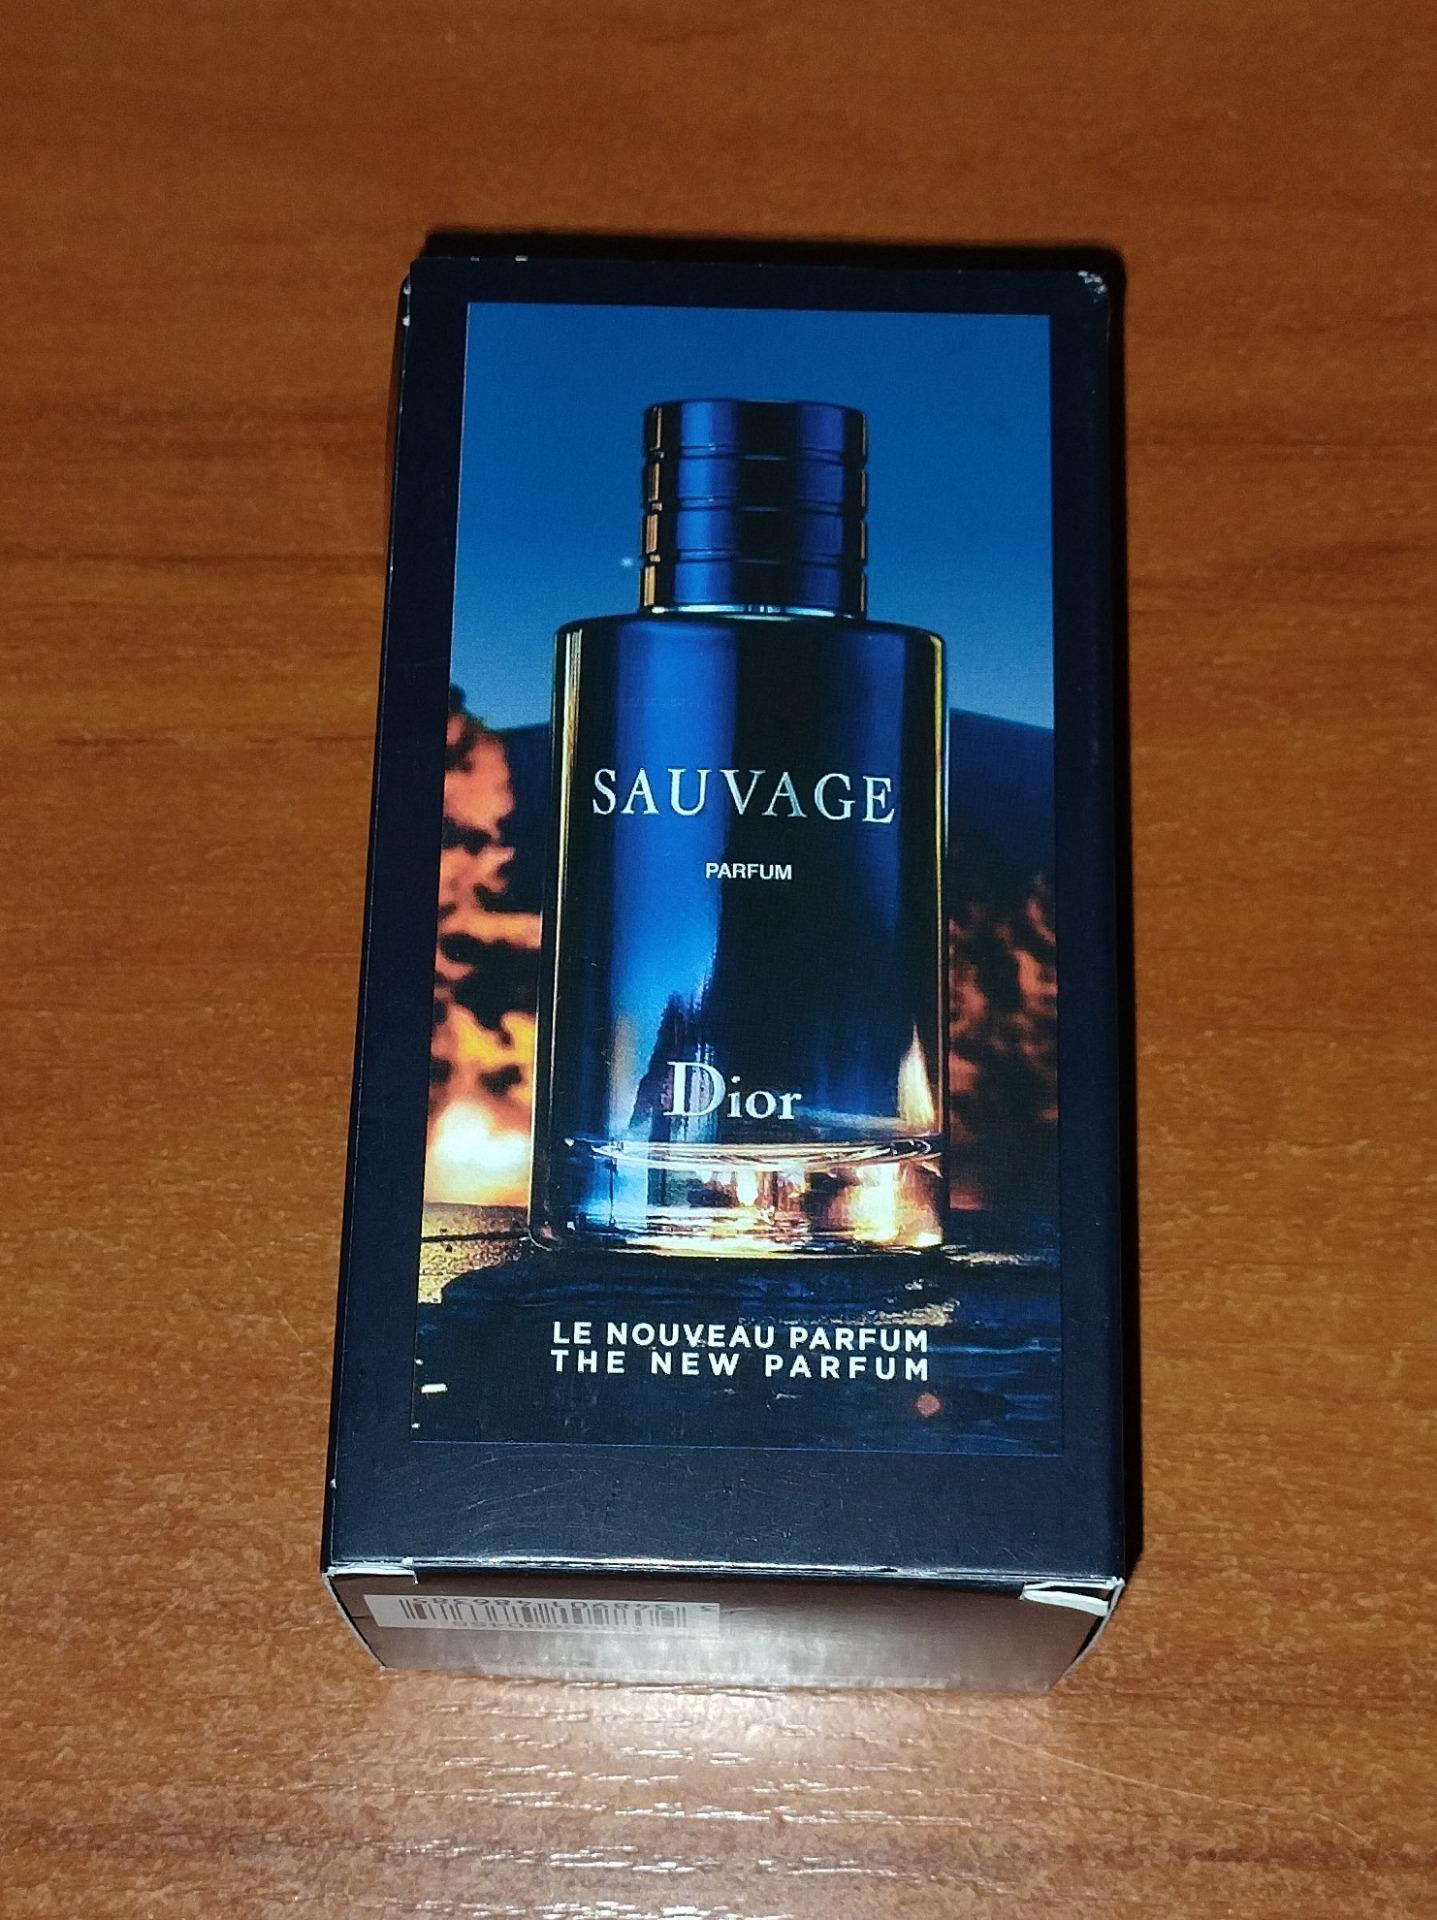 SAUVAGE
PARFUM
Dior
LE NOUVEAU PARFUM
THE NEW PARFUM